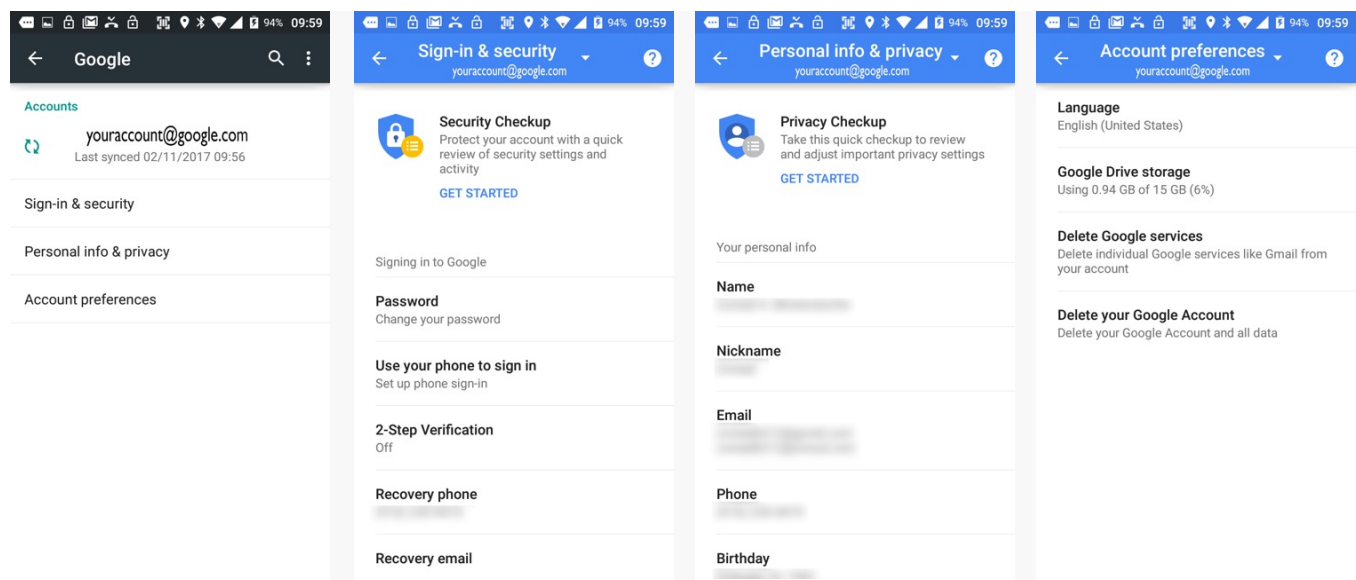 94% 09:59
Google
Accounts
youraccount@google.com
Last synced 02/11/2017 09:56
Sign-in & security
Personal info & privacy
Account preferences
94% 09:59
Sign-in & security
youraccount@google.com
Security Checkup
Protect your account with a quick
review of security settings and
activity
GET STARTED
Signing in to Google
Password
Change your password
Use your phone to sign in
Set up phone sign-in
2-Step Verification
Off
Recovery phone
Recovery email
94% 09:59
Personal info & privacy
youraccount@google.com
Privacy Checkup
Take this quick checkup to review
and adjust important privacy settings
GET STARTED
Your personal info
Name
Nickname
Email
Phone
Birthday
94% 09:59
Account preferences
youraccount@google.com
Language
English (United States)
Google Drive storage
Using 0.94 GB of 15 GB (6%)
Delete Google services
Delete individual Google services like Gmail from
your account
Delete your Google Account
Delete your Google Account and all data